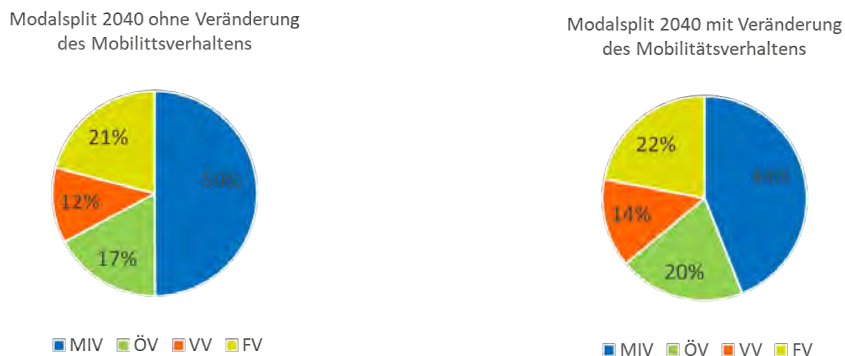 Modalsplit 2040 ohne Veränderung
des Mobilittsverhaltens
21%
50%
12%
17%
MIV ÖV VV FV
Modalsplit 2040 mit Veränderung
des Mobilitätsverhaltens
22%
44%
14%
20%
MIV ÖV VV FV